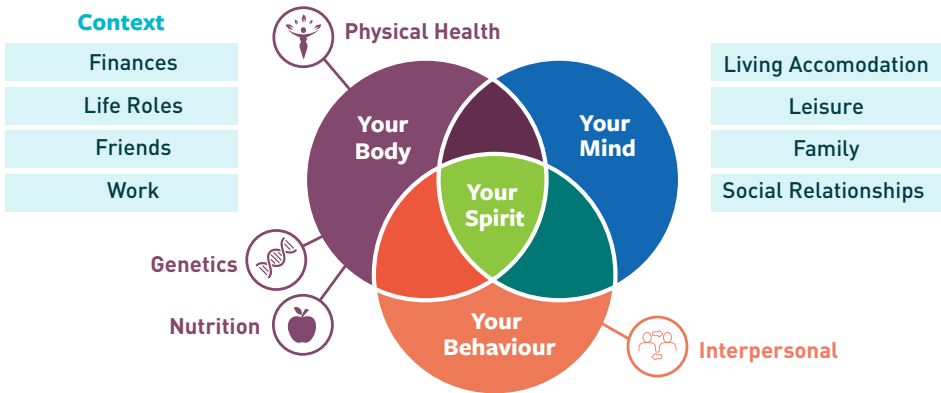 Context
Finances
Life Roles
Friends
Work
Physical Health
Living Accomodation
Leisure
Family
Social Relationships
Your
Body
Your
Mind
Your
Spirit
Your
Behaviour
Genetics
Nutrition
Interpersonal